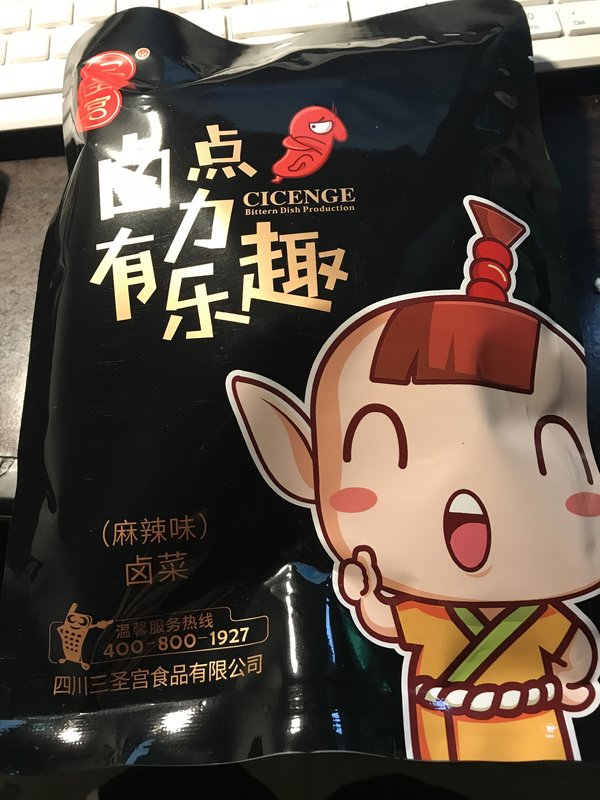 三圣宫®
卤点
力
有乐趣
CICENGE
Bittern Dish Production
（麻辣味）
卤菜
温馨服务热线
400-800-1927
四川三圣宫食品有限公司